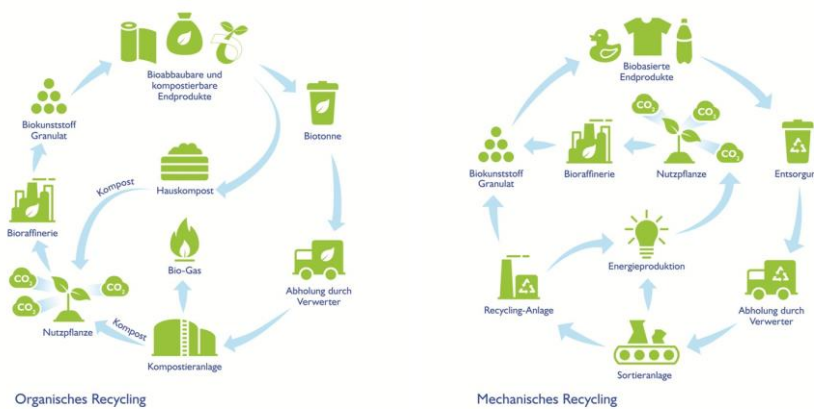 Bioabbaubare und
kompostierbare
Endprodukte
Biotonne
Biokunststoff
Granulat
Kompost
Hauskompost
Bioraffinerie
Bio-Gas
Abholung durch
Verwerter
CO2
CO2
CO2
Nutzpflanze
Kompost
Kompostieranlage
Organisches Recycling
Biobasierte
Endprodukte
CO2
CO2
CO2
Biokunststoff
Granulat
Bioraffinerie
Nutzpflanze
Entsorgur
Energieproduktion
Recycling-Anlage
Abholung durch
Verwerter
Sortieranlage
Mechanisches Recycling